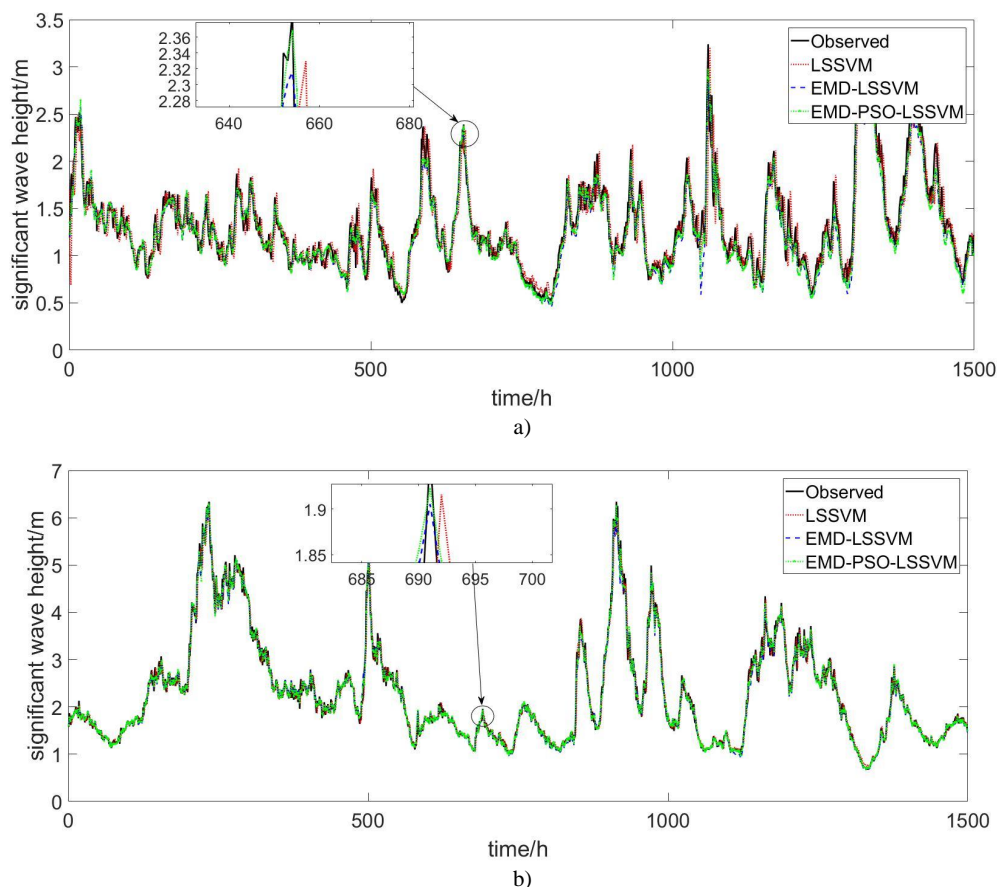 3.5
3
2.5
2
1.5
1
0.5
0
significant wave height/m
2.36
2.34
2.32
2.3
2.28
640
660
680
Observed
LSSVM
EMD-LSSVM
EMD-PSO-LSSVM
0
500
1000
1500
time/h
a)
7
6
5
4
3
2
1
0
significant wave height/m
1.9
1.85
685
690
695
700
Observed
LSSVM
EMD-LSSVM
EMD-PSO-LSSVM
0
500
1000
1500
time/h
b)